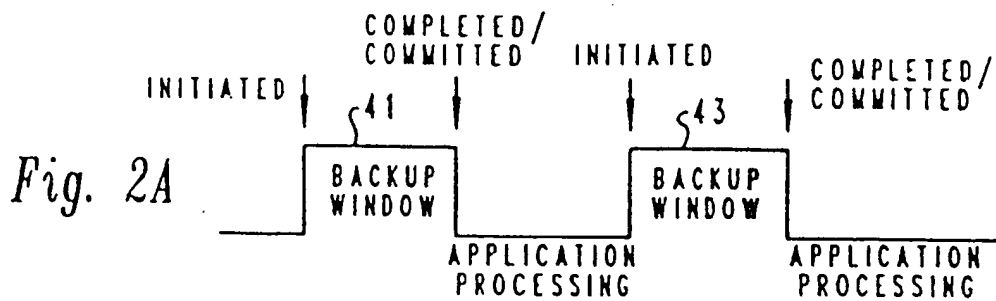 COMPLETED/
COMMITTED
INITIATED
INITIATED
COMPLETED/
COMMITTED
41
43
Fig. 2A
BACKUP
WINDOW
BACKUP
WINDOW
APPLICATION
PROCESSING
APPLICATION
PROCESSING